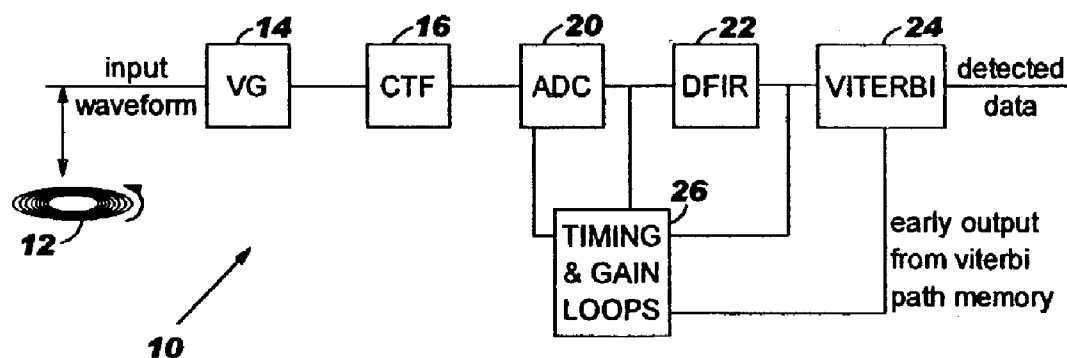 14
16
20
22
24
input
waveform
VG
CTF
ADC
DFIR
VITERBI
detected
data
12
26
TIMING
& GAIN
LOOPS
early output
from viterbi
path memory
10